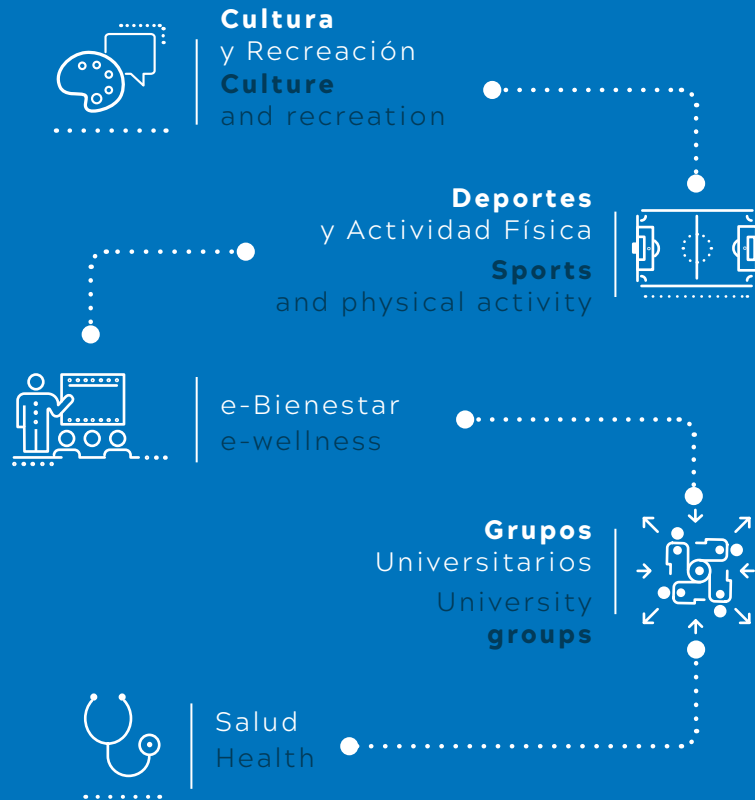 Cultura
y Recreación
Culture
and recreation
Deportes
y Actividad Física
Sports
and physical activity
e-Bienestar
e-wellness
Grupos
Universitarios
University
groups
Salud
Health